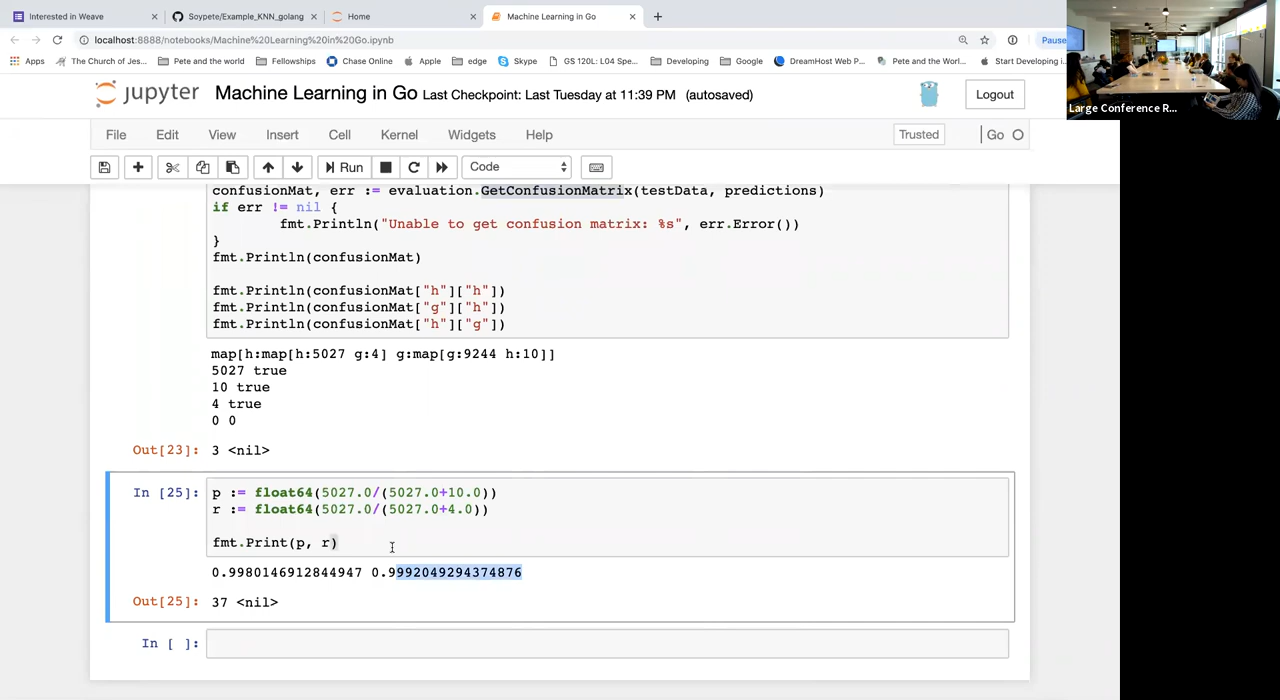 Interested in Weave
Soypete/Example_KNN_golang
Home
Machine Learning in Go
localhost:8888/notebooks/Machine%20Learning%20in%20Go.ipynb
Pause
Apps
The Church of Jes...
Pete and the world
Fellowships
Chase Online
Apple
edge
Skype
GS 120L: L04 Spe...
Developing
Google
DreamHost Web P...
Pete and the Worl...
Start Developing i...
Large Conference R...
jupyter
Machine Learning in Go Last Checkpoint: Last Tuesday at 11:39 PM (autosaved)
Logout
File Edit View Insert Cell Kernel Widgets Help
Trusted
Go
Run
Code
confusionMat, err := evaluation.GetConfusionMatrix(testData, predictions)
if err != nil {
fmt.Println("Unable to get confusion matrix: %s", err.Error())
}
fmt.Println(confusionMat)
fmt.Println(confusionMat["h"]["h"])
fmt.Println(confusionMat["g"]["h"])
fmt.Println(confusionMat["h"]["g"])
map[h:map[h:5027 g:4] g:map[g:9244 h:10]]
5027 true
10 true
4 true
0 0
Out[23]: 3 <nil>
In [25]: p := float64(5027.0/(5027.0+10.0))
r := float64(5027.0/(5027.0+4.0))
fmt.Print(p, r)
0.9980146912844947 0.9992049294374876
Out[25]: 37 <nil>
In [ ]: